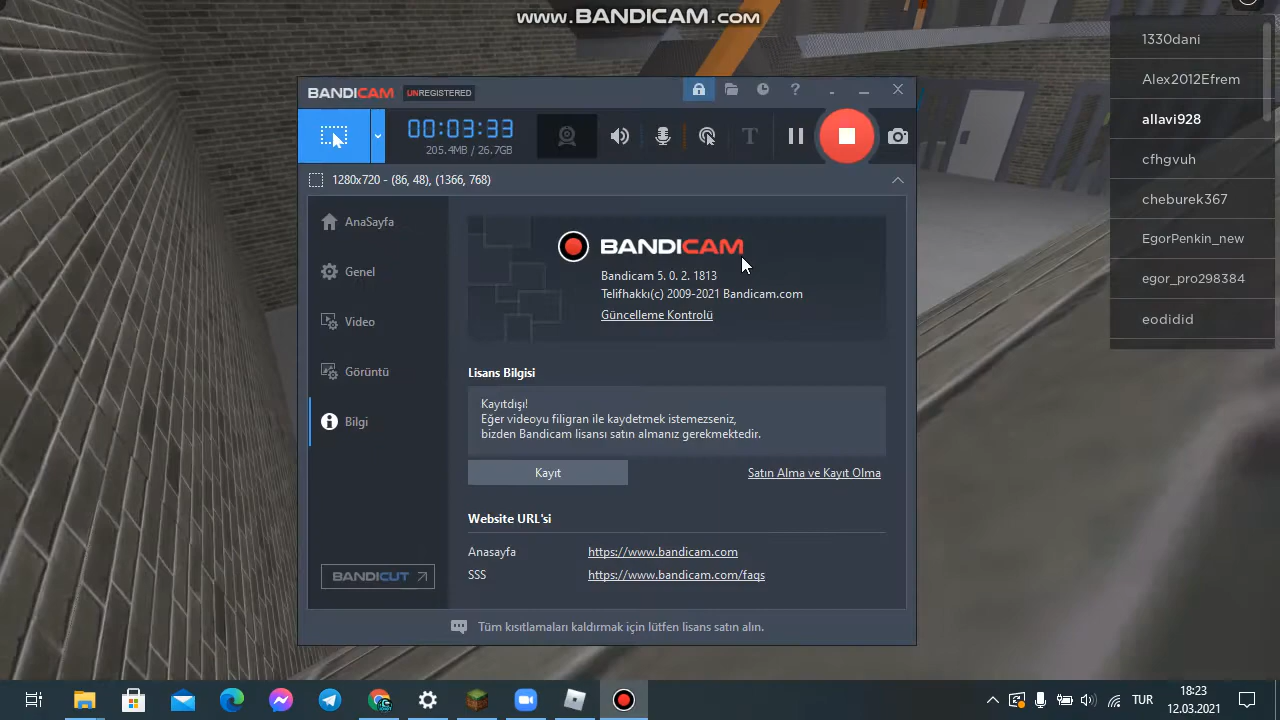 www.BANDICAM.com
1330dani
Alex2012Efrem
allavi928
cfhgvuh
cheburek367
EgorPenkin_new
egor_pro298384
eodidid
BANDICAM UNREGISTERED
00:03:33
205.4MB / 26.7GB
T
1280x720 - (86, 48), (1366, 768)
AnaSayfa
Genel
Video
Görüntü
Bilgi
BANDICUT
BANDICAM
Bandicam 5. 0. 2. 1813
Telifhakkı(c) 2009-2021 Bandicam.com
Güncelleme Kontrolü
Lisans Bilgisi
Kayıtdışı!
Eğer videoyu filigran ile kaydetmek istemezseniz,
bizden Bandicam lisansı satın almanız gerekmektedir.
Kayıt
Satın Alma ve Kayıt Olma
Website URL'si
Anasayfa https://www.bandicam.com
SSS https://www.bandicam.com/faqs
Tüm kısıtlamaları kaldırmak için lütfen lisans satın alın.
TUR
18:23
12.03.2021